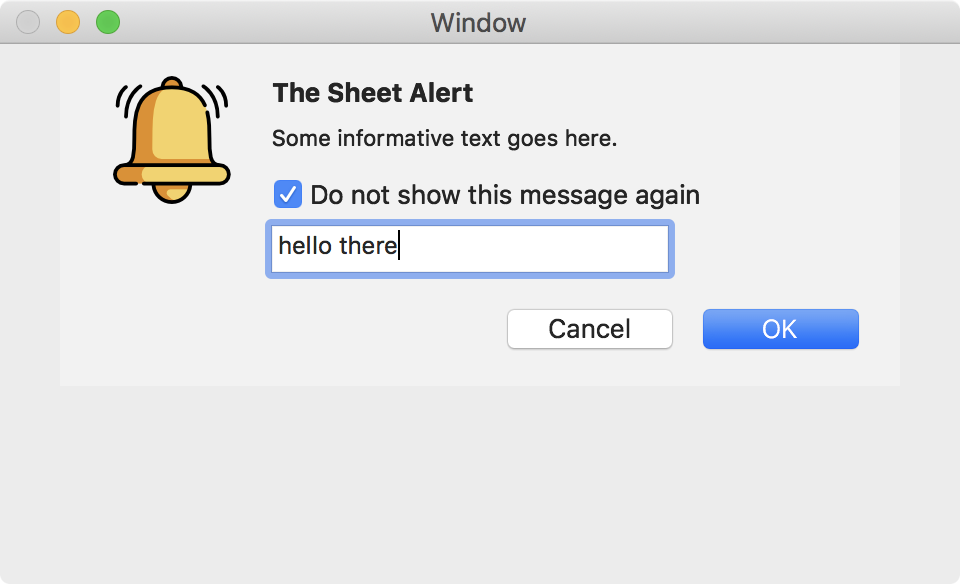 Window
The Sheet Alert
Some informative text goes here.
Do not show this message again
hello there
Cancel OK